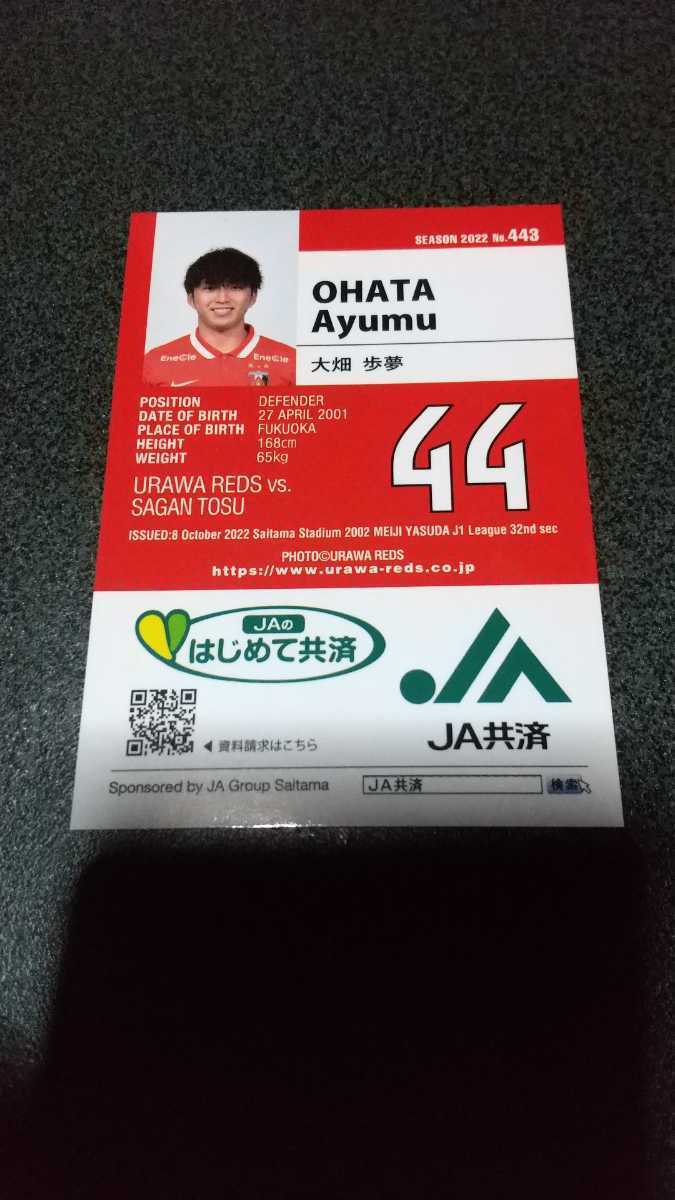 SEASON 2022 No.443
OHATA
Ayumu
大畑 歩夢
EneCle EneCle
POSITION DEFENDER
DATE OF BIRTH 27 APRIL 2001
PLACE OF BIRTH FUKUOKA
HEIGHT 168cm
WEIGHT 65kg
44
URAWA REDS vs.
SAGAN TOSU
ISSUED:8 October 2022 Saitama Stadium 2002 MEIJI YASUDA J1 League 32nd sec
PHOTO©URAWA REDS
https://www.urawa-reds.co.jp
JAの
はじめて共済
JA
JA共済
◀資料請求はこちら
Sponsored by JA Group Saitama
JA共済 検索